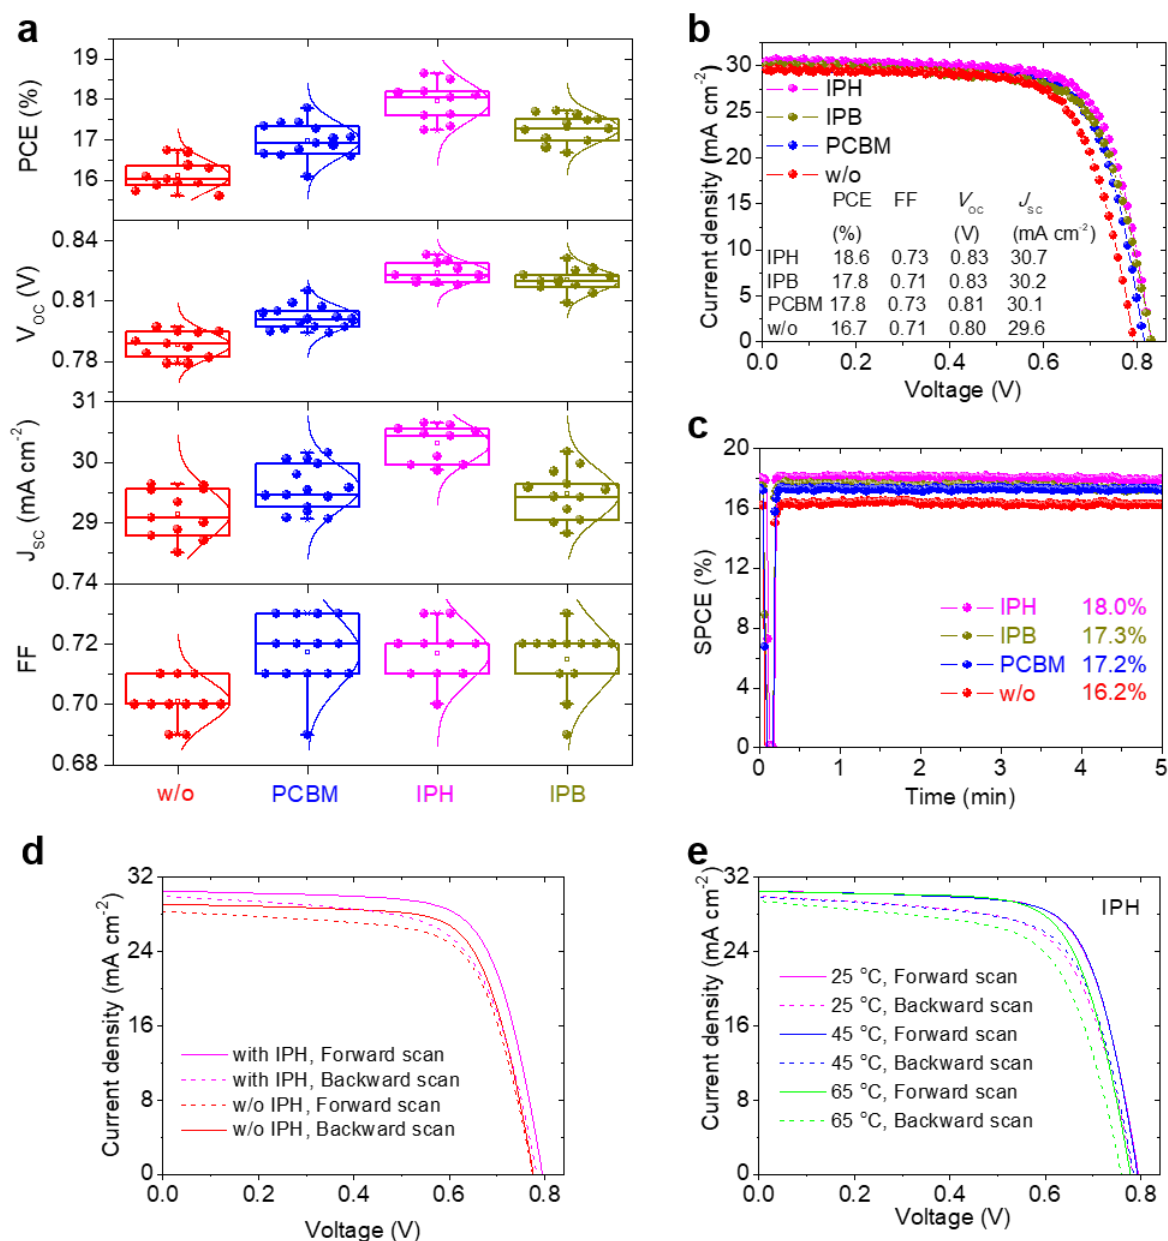 a
PCE (%)
19
18
17
16
V_OC (V)
0.84
0.81
0.78
J_SC (mA cm⁻²)
31
30
29
FF
0.74
0.72
0.70
0.68
w/o PCBM IPH IPB
b
Current density (mA cm⁻²)
30
25
20
15
10
5
0
IPH
IPB
PCBM
w/o
PCE FF V_oc J_sc
(%) (V) (mA cm⁻²)
IPH 18.6 0.73 0.83 30.7
IPB 17.8 0.71 0.83 30.2
PCBM 17.8 0.73 0.81 30.1
w/o 16.7 0.71 0.80 29.6
0.0 0.2 0.4 0.6 0.8
Voltage (V)
c
SPCE (%)
20
16
12
8
4
0
IPH 18.0%
IPB 17.3%
PCBM 17.2%
w/o 16.2%
0 1 2 3 4 5
Time (min)
d
Current density (mA cm⁻²)
32
24
16
8
0
with IPH, Forward scan
with IPH, Backward scan
w/o IPH, Forward scan
w/o IPH, Backward scan
0.0 0.2 0.4 0.6 0.8
Voltage (V)
e
Current density (mA cm⁻²)
32
24
16
8
0
IPH
25 °C, Forward scan
25 °C, Backward scan
45 °C, Forward scan
45 °C, Backward scan
65 °C, Forward scan
65 °C, Backward scan
0.0 0.2 0.4 0.6 0.8
Voltage (V)